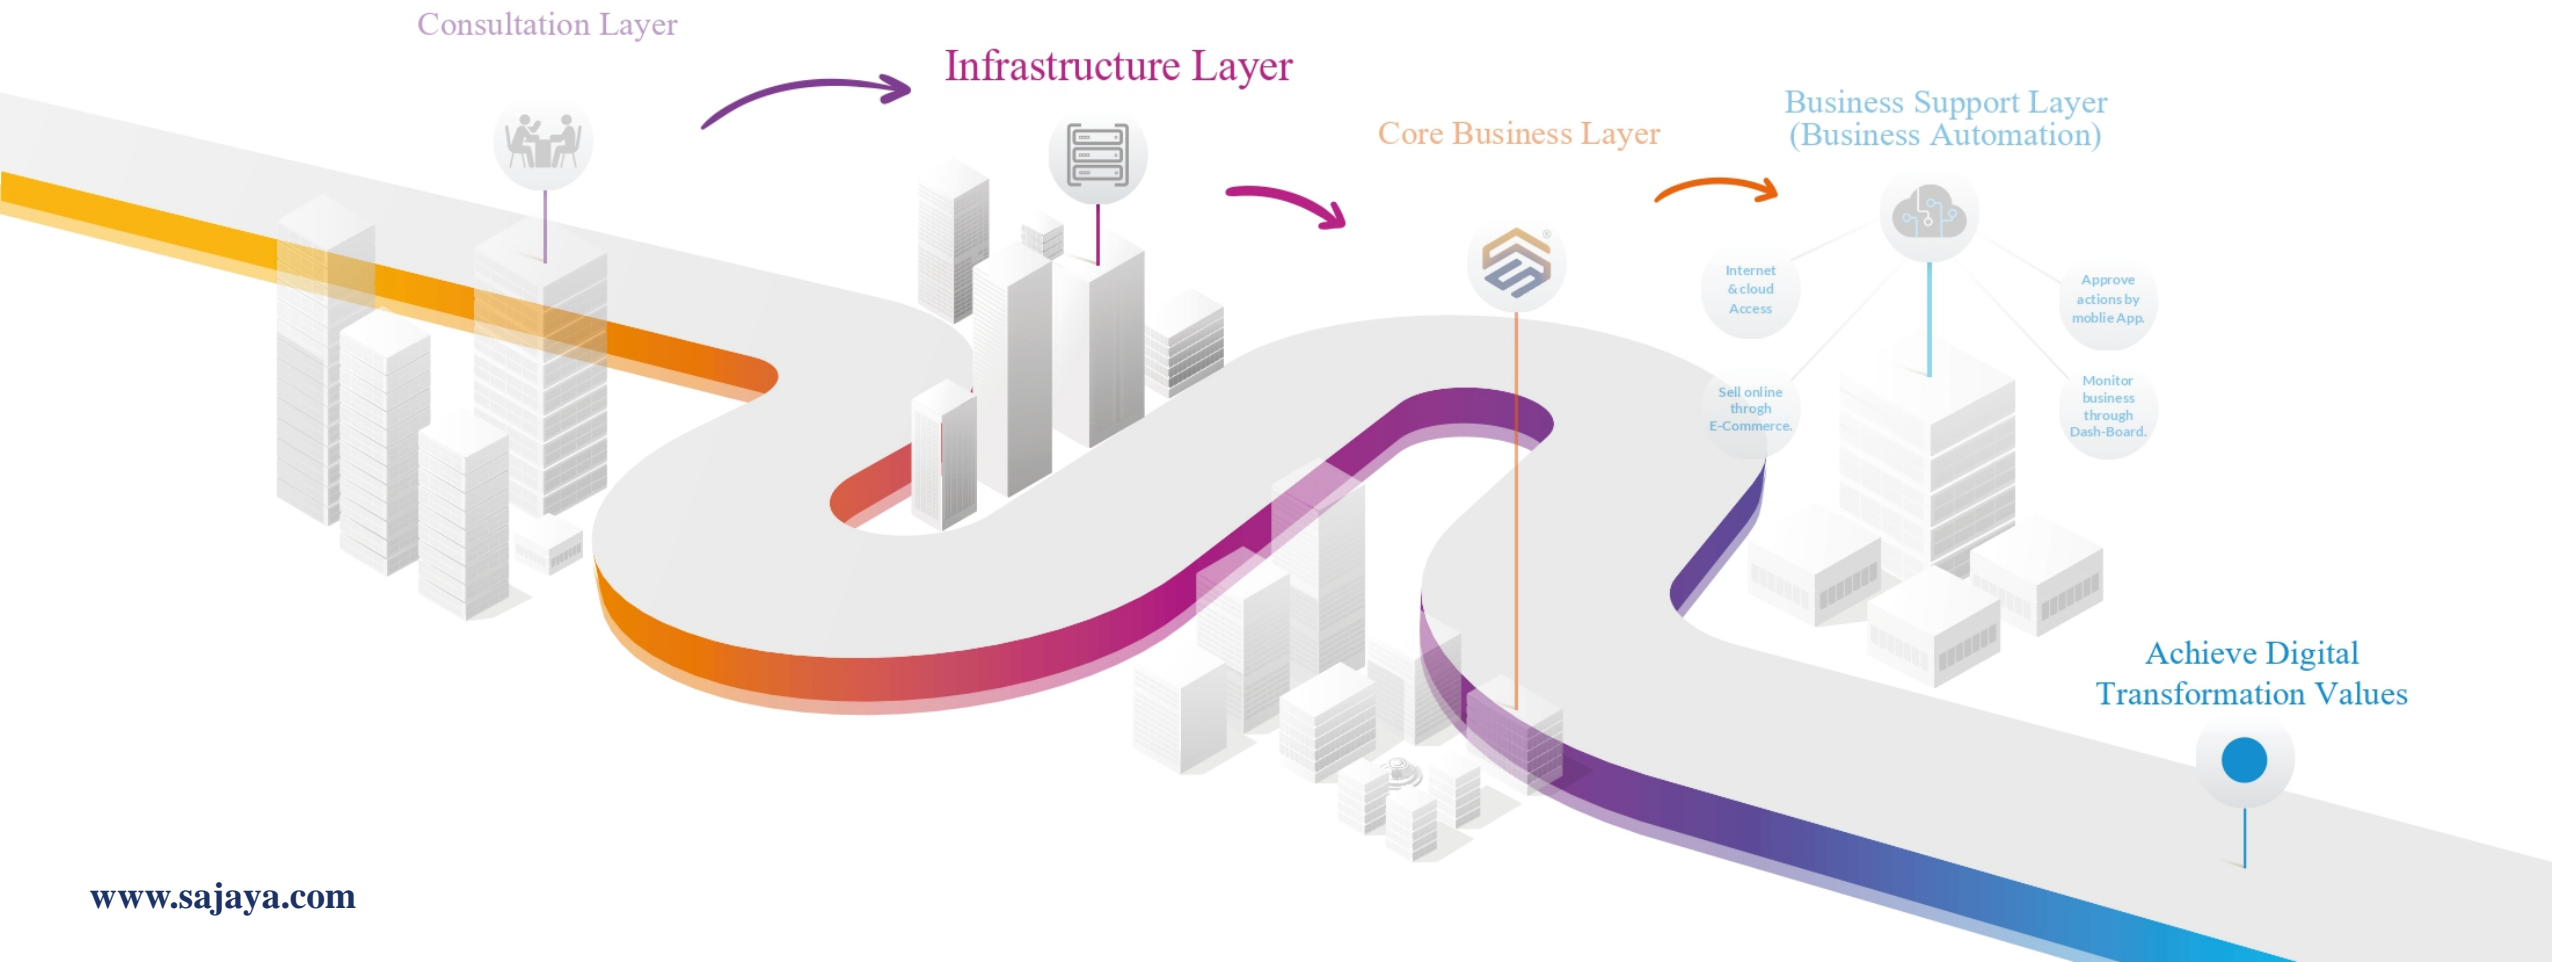 Consultation Layer
Infrastructure Layer
Core Business Layer
Business Support Layer
(Business Automation)
Internet
& cloud
Access
Sell online
throgh
E-Commerce.
Approve
actions by
moblie App.
Monitor
business
through
Dash-Board.
Achieve Digital
Transformation Values
www.sajaya.com